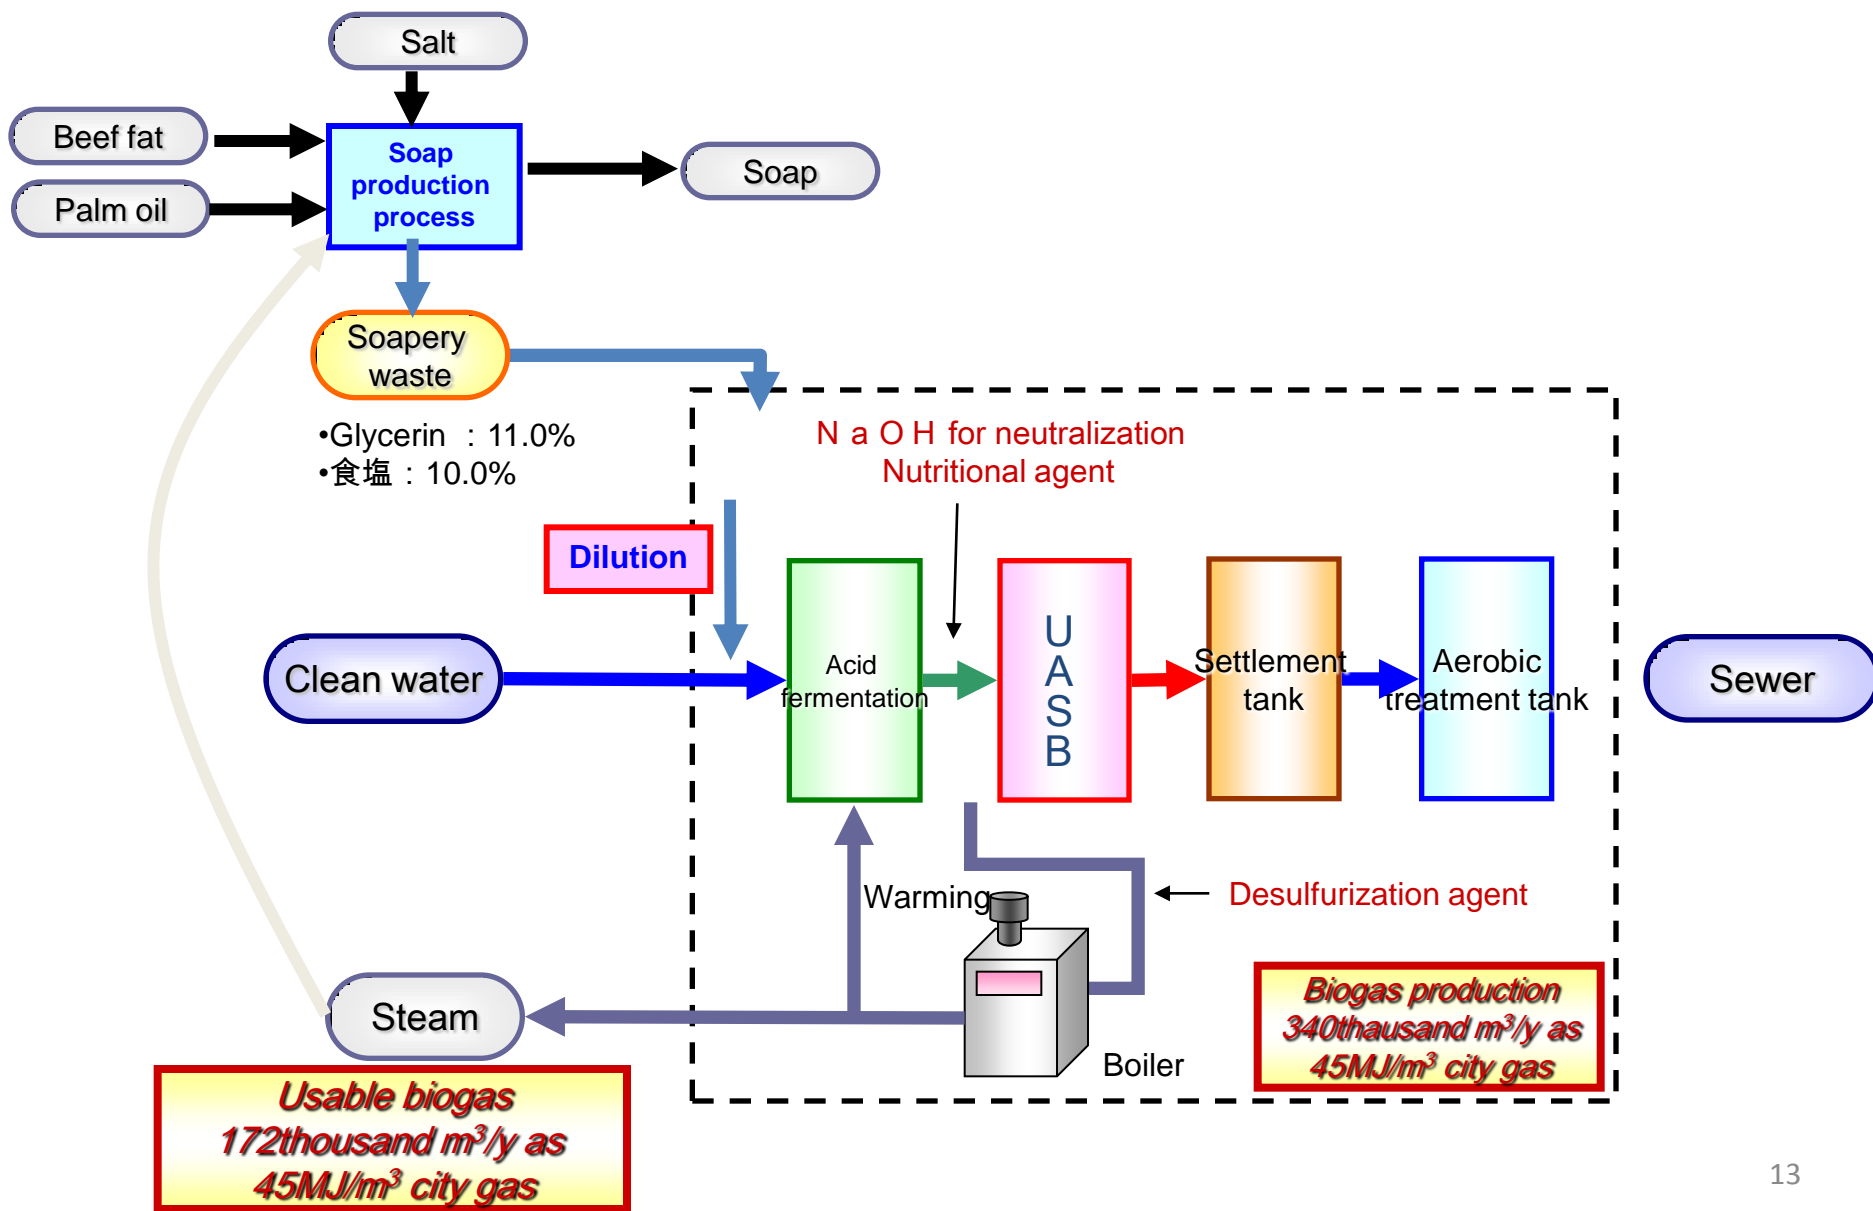 Salt
Beef fat
Palm oil
Soap
production
process
Soap
Soapery
waste
•Glycerin ：11.0%
•食塩：10.0%
ＮａＯＨ for neutralization
Nutritional agent
Dilution
Clean water
Acid
fermentation
U
A
S
B
Settlement
tank
Aerobic
treatment tank
Sewer
Warming
Desulfurization agent
Steam
Boiler
Biogas production
340thausand m³/y as
45MJ/m³ city gas
Usable biogas
172thousand m³/y as
45MJ/m³ city gas
13